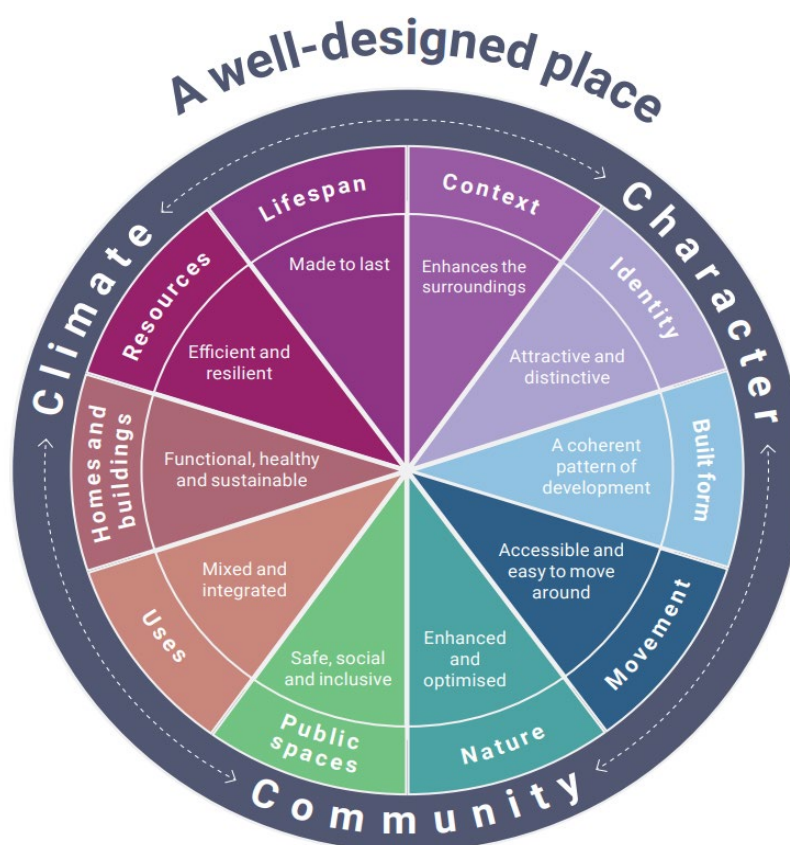 A well-designed place
Climate
Character
Community
Context
Enhances the
surroundings
Identity
Attractive and
distinctive
Built form
A coherent
pattern of
development
Movement
Accessible and
easy to move
around
Nature
Enhanced
and
optimised
Public
spaces
Safe, social
and inclusive
Uses
Mixed and
integrated
Homes and
buildings
Functional, healthy
and sustainable
Resources
Efficient and
resilient
Lifespan
Made to last